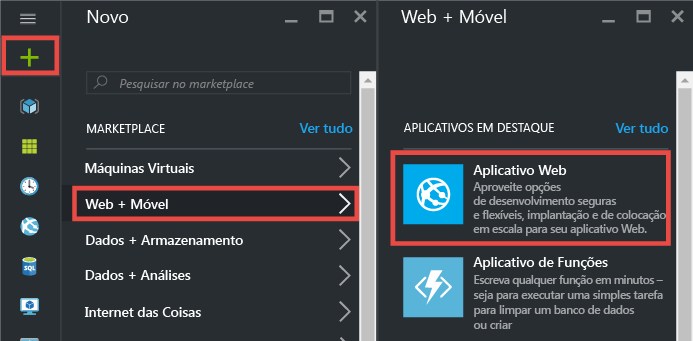 Novo
Pesquisar no marketplace
MARKETPLACE Ver tudo
Máquinas Virtuais
Web + Móvel
Dados + Armazenamento
Dados + Análises
Internet das Coisas
SQL
Web + Móvel
APLICATIVOS EM DESTAQUE Ver tudo
Aplicativo Web
Aproveite opções
de desenvolvimento seguras
e flexíveis, implantação e de colocação
em escala para seu aplicativo Web.
Aplicativo de Funções
Escreva qualquer função em minutos –
seja para executar uma simples tarefa
para limpar um banco de dados
ou criar